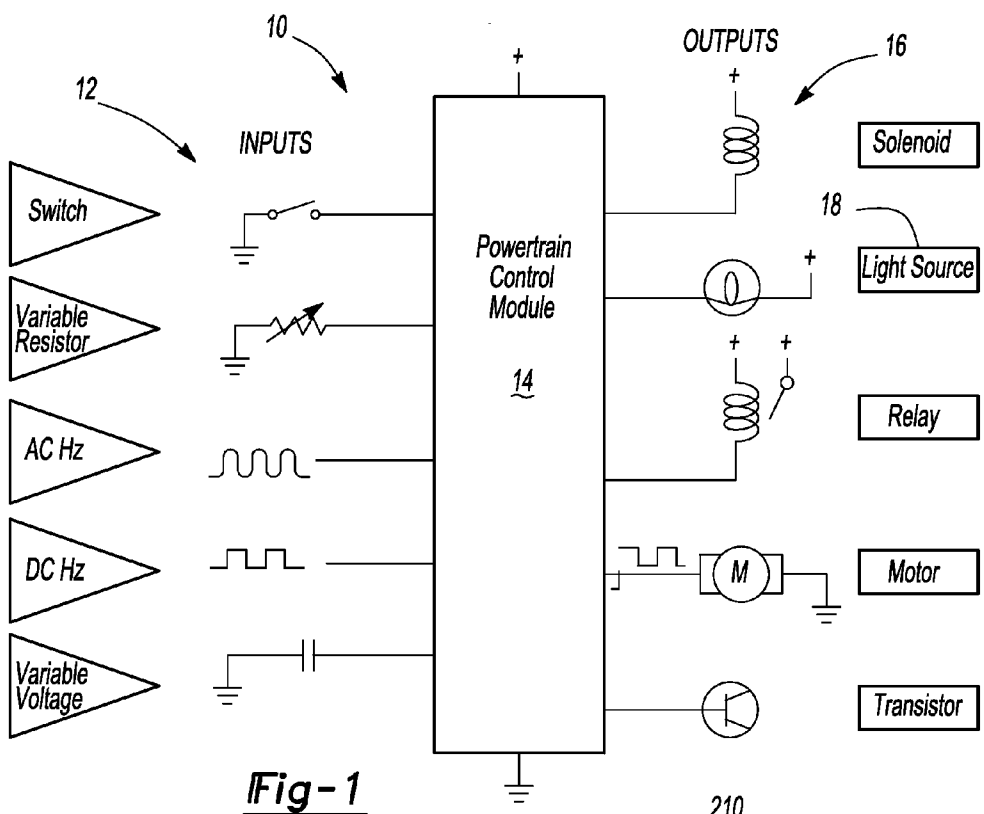 10
OUTPUTS
16
+
+
12
INPUTS
Solenoid
Switch
18
Powertrain
Control
Module
+
Light Source
Variable
Resistor
+
+
14
Relay
AC Hz
DC Hz
M
Motor
Variable
Voltage
Transistor
Fig-1
210